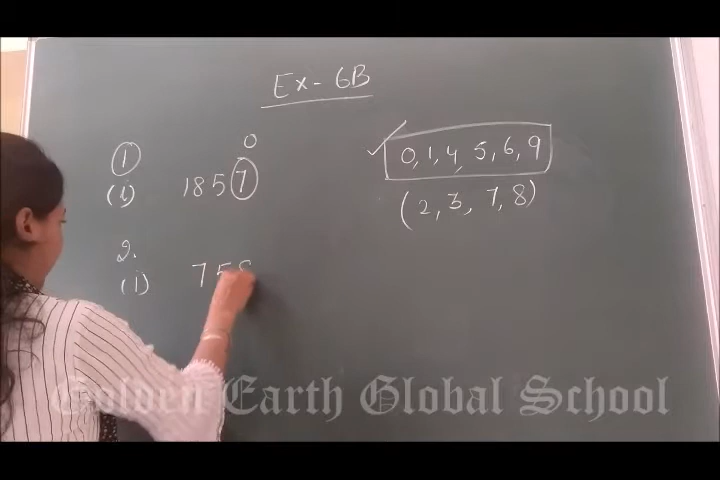 Ex - 6B
0
① 0, 1, 4, 5, 6, 9
(i) 1857
(2, 3, 7, 8)
2.
(i) 75
Golden Earth Global School